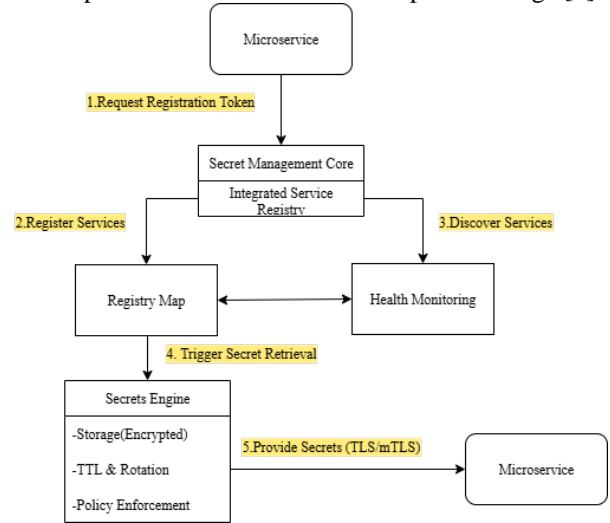 Microservice
1.Request Registration Token
Secret Management Core
Integrated Service
Registry
2.Register Services
3.Discover Services
Registry Map
Health Monitoring
4. Trigger Secret Retrieval
Secrets Engine
-Storage(Encrypted)
-TTL & Rotation
-Policy Enforcement
5.Provide Secrets (TLS/mTLS)
Microservice